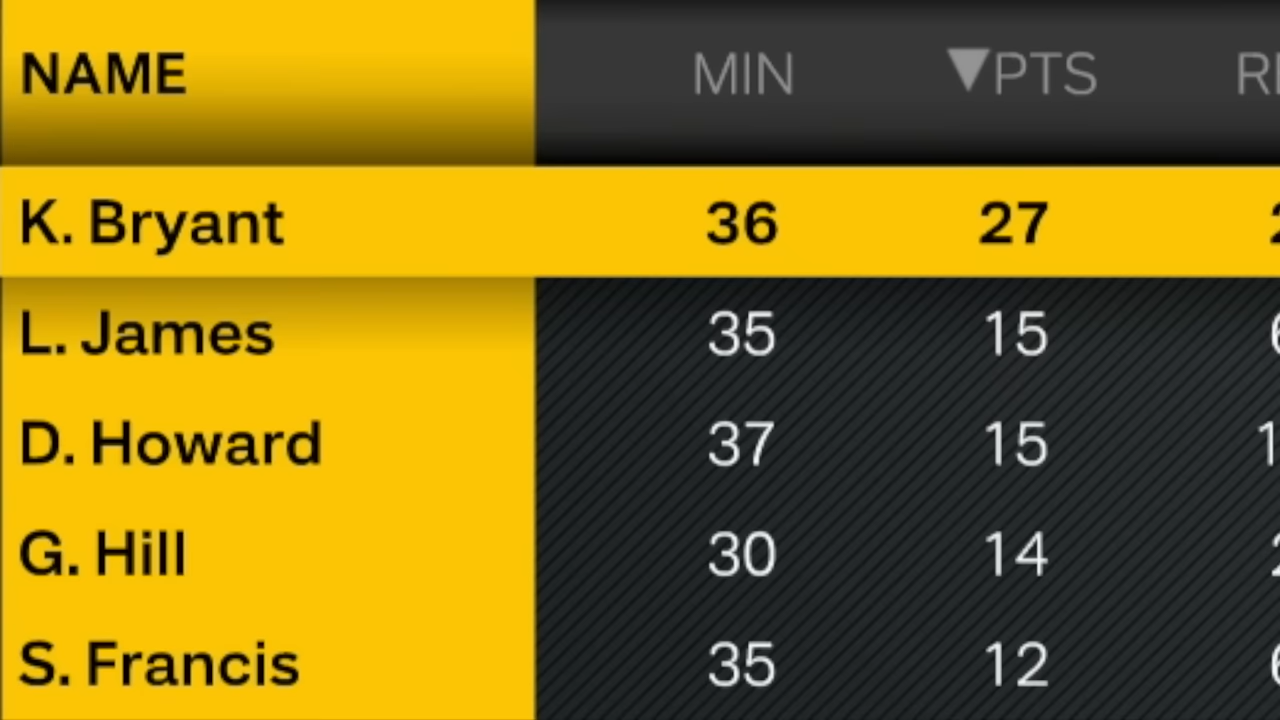 NAME MIN ▼PTS
K. Bryant 36 27
L. James 35 15
D. Howard 37 15
G. Hill 30 14
S. Francis 35 12